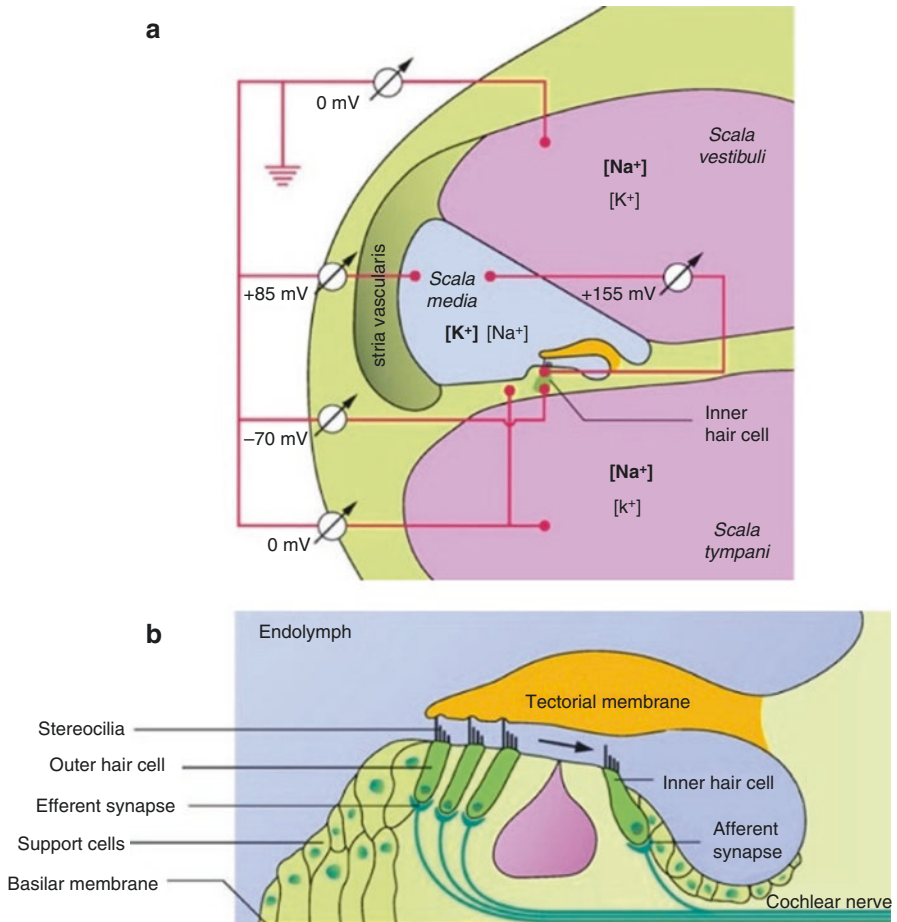 a
0 mV
Scala
vestibuli
[Na+]
[K+]
stria vascularis
+85 mV
Scala
media
+155 mV
[K+] [Na+]
–70 mV
Inner
hair cell
[Na+]
[k+]
0 mV
Scala
tympani
b
Endolymph
Tectorial membrane
Stereocilia
Outer hair cell
Inner hair cell
Efferent synapse
Support cells
Afferent
synapse
Basilar membrane
Cochlear nerve